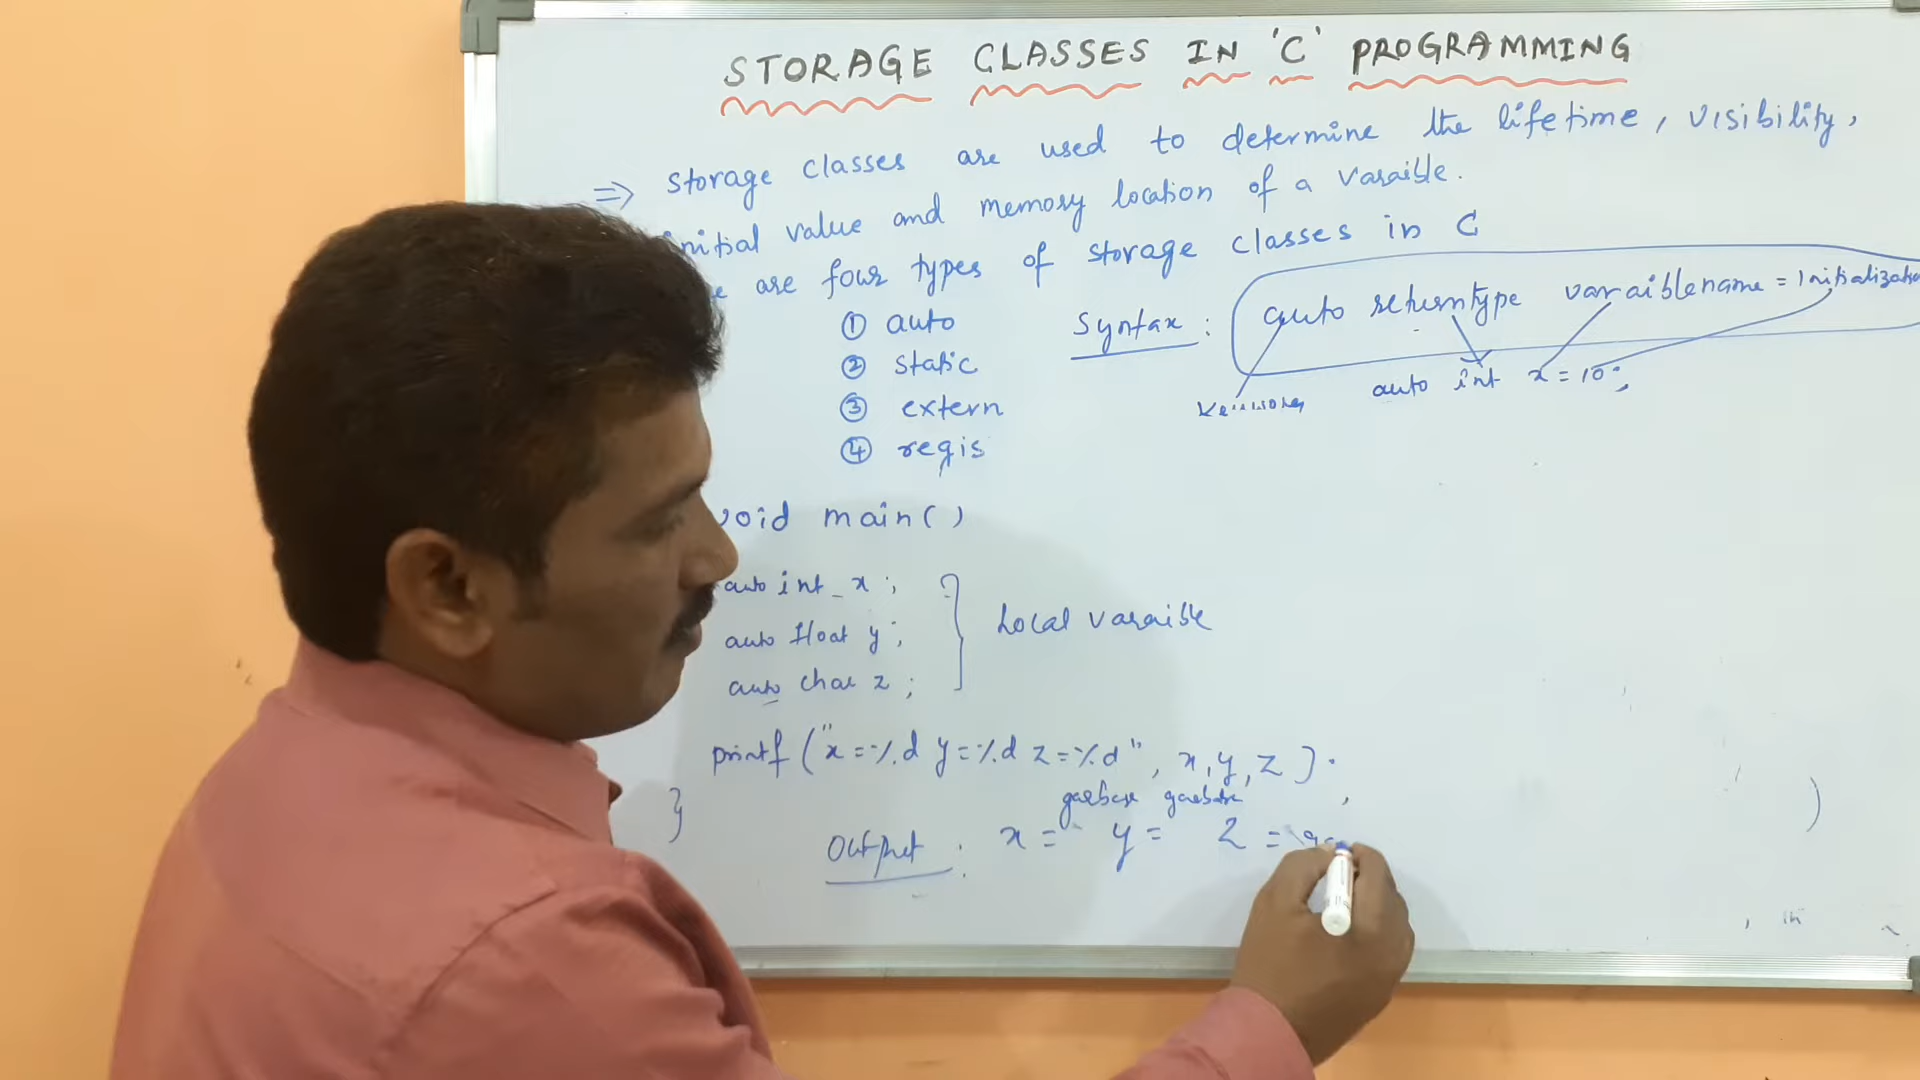 STORAGE CLASSES IN 'C' PROGRAMMING
⇒ Storage classes are used to determine the lifetime, visibility,
initial value and memory location of a varaible.
are four types of storage classes in C
① auto
② static
③ extern
④ regis
Syntax : auto returntype varaiblename = Initializatio
auto int x = 10;
void main()
auto int x ;
auto float y ;
auto char z ;
Local varaible
printf ("x=%d y=%d z=%d", x, y, z );
}
garbage garbage
Output : x = y = z = ga